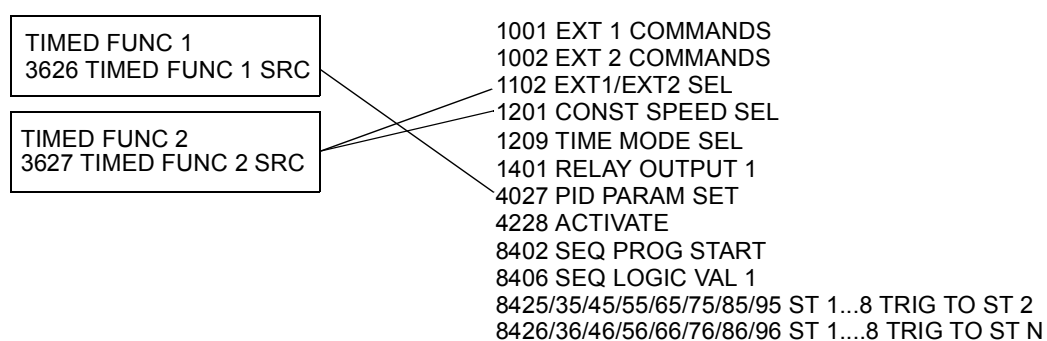 TIMED FUNC 1
3626 TIMED FUNC 1 SRC
TIMED FUNC 2
3627 TIMED FUNC 2 SRC
1001 EXT 1 COMMANDS
1002 EXT 2 COMMANDS
1102 EXT1/EXT2 SEL
1201 CONST SPEED SEL
1209 TIME MODE SEL
1401 RELAY OUTPUT 1
4027 PID PARAM SET
4228 ACTIVATE
8402 SEQ PROG START
8406 SEQ LOGIC VAL 1
8425/35/45/55/65/75/85/95 ST 1...8 TRIG TO ST 2
8426/36/46/56/66/76/86/96 ST 1....8 TRIG TO ST N